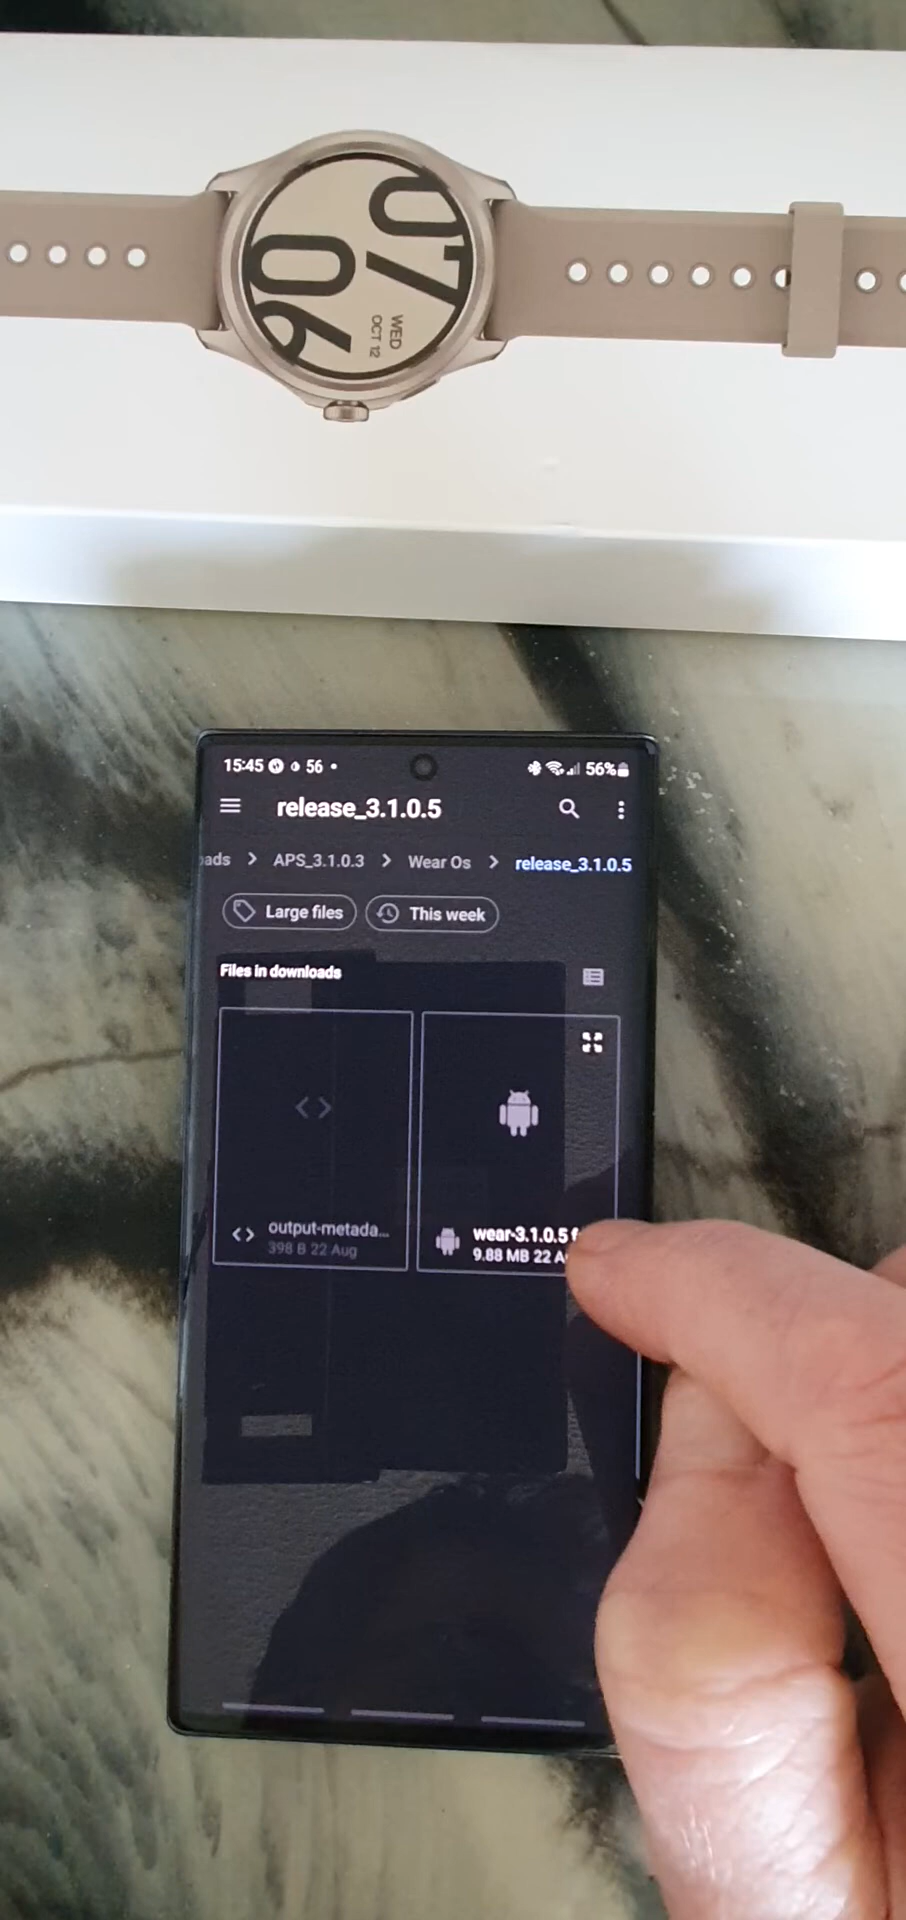 07
06
WED
OCT 12
15:45 56 • 56%
release_3.1.0.5
oads > APS_3.1.0.3 > Wear Os > release_3.1.0.5
Large files This week
Files in downloads
output-metada... wear-3.1.0.5
398 B 22 Aug 9.88 MB 22